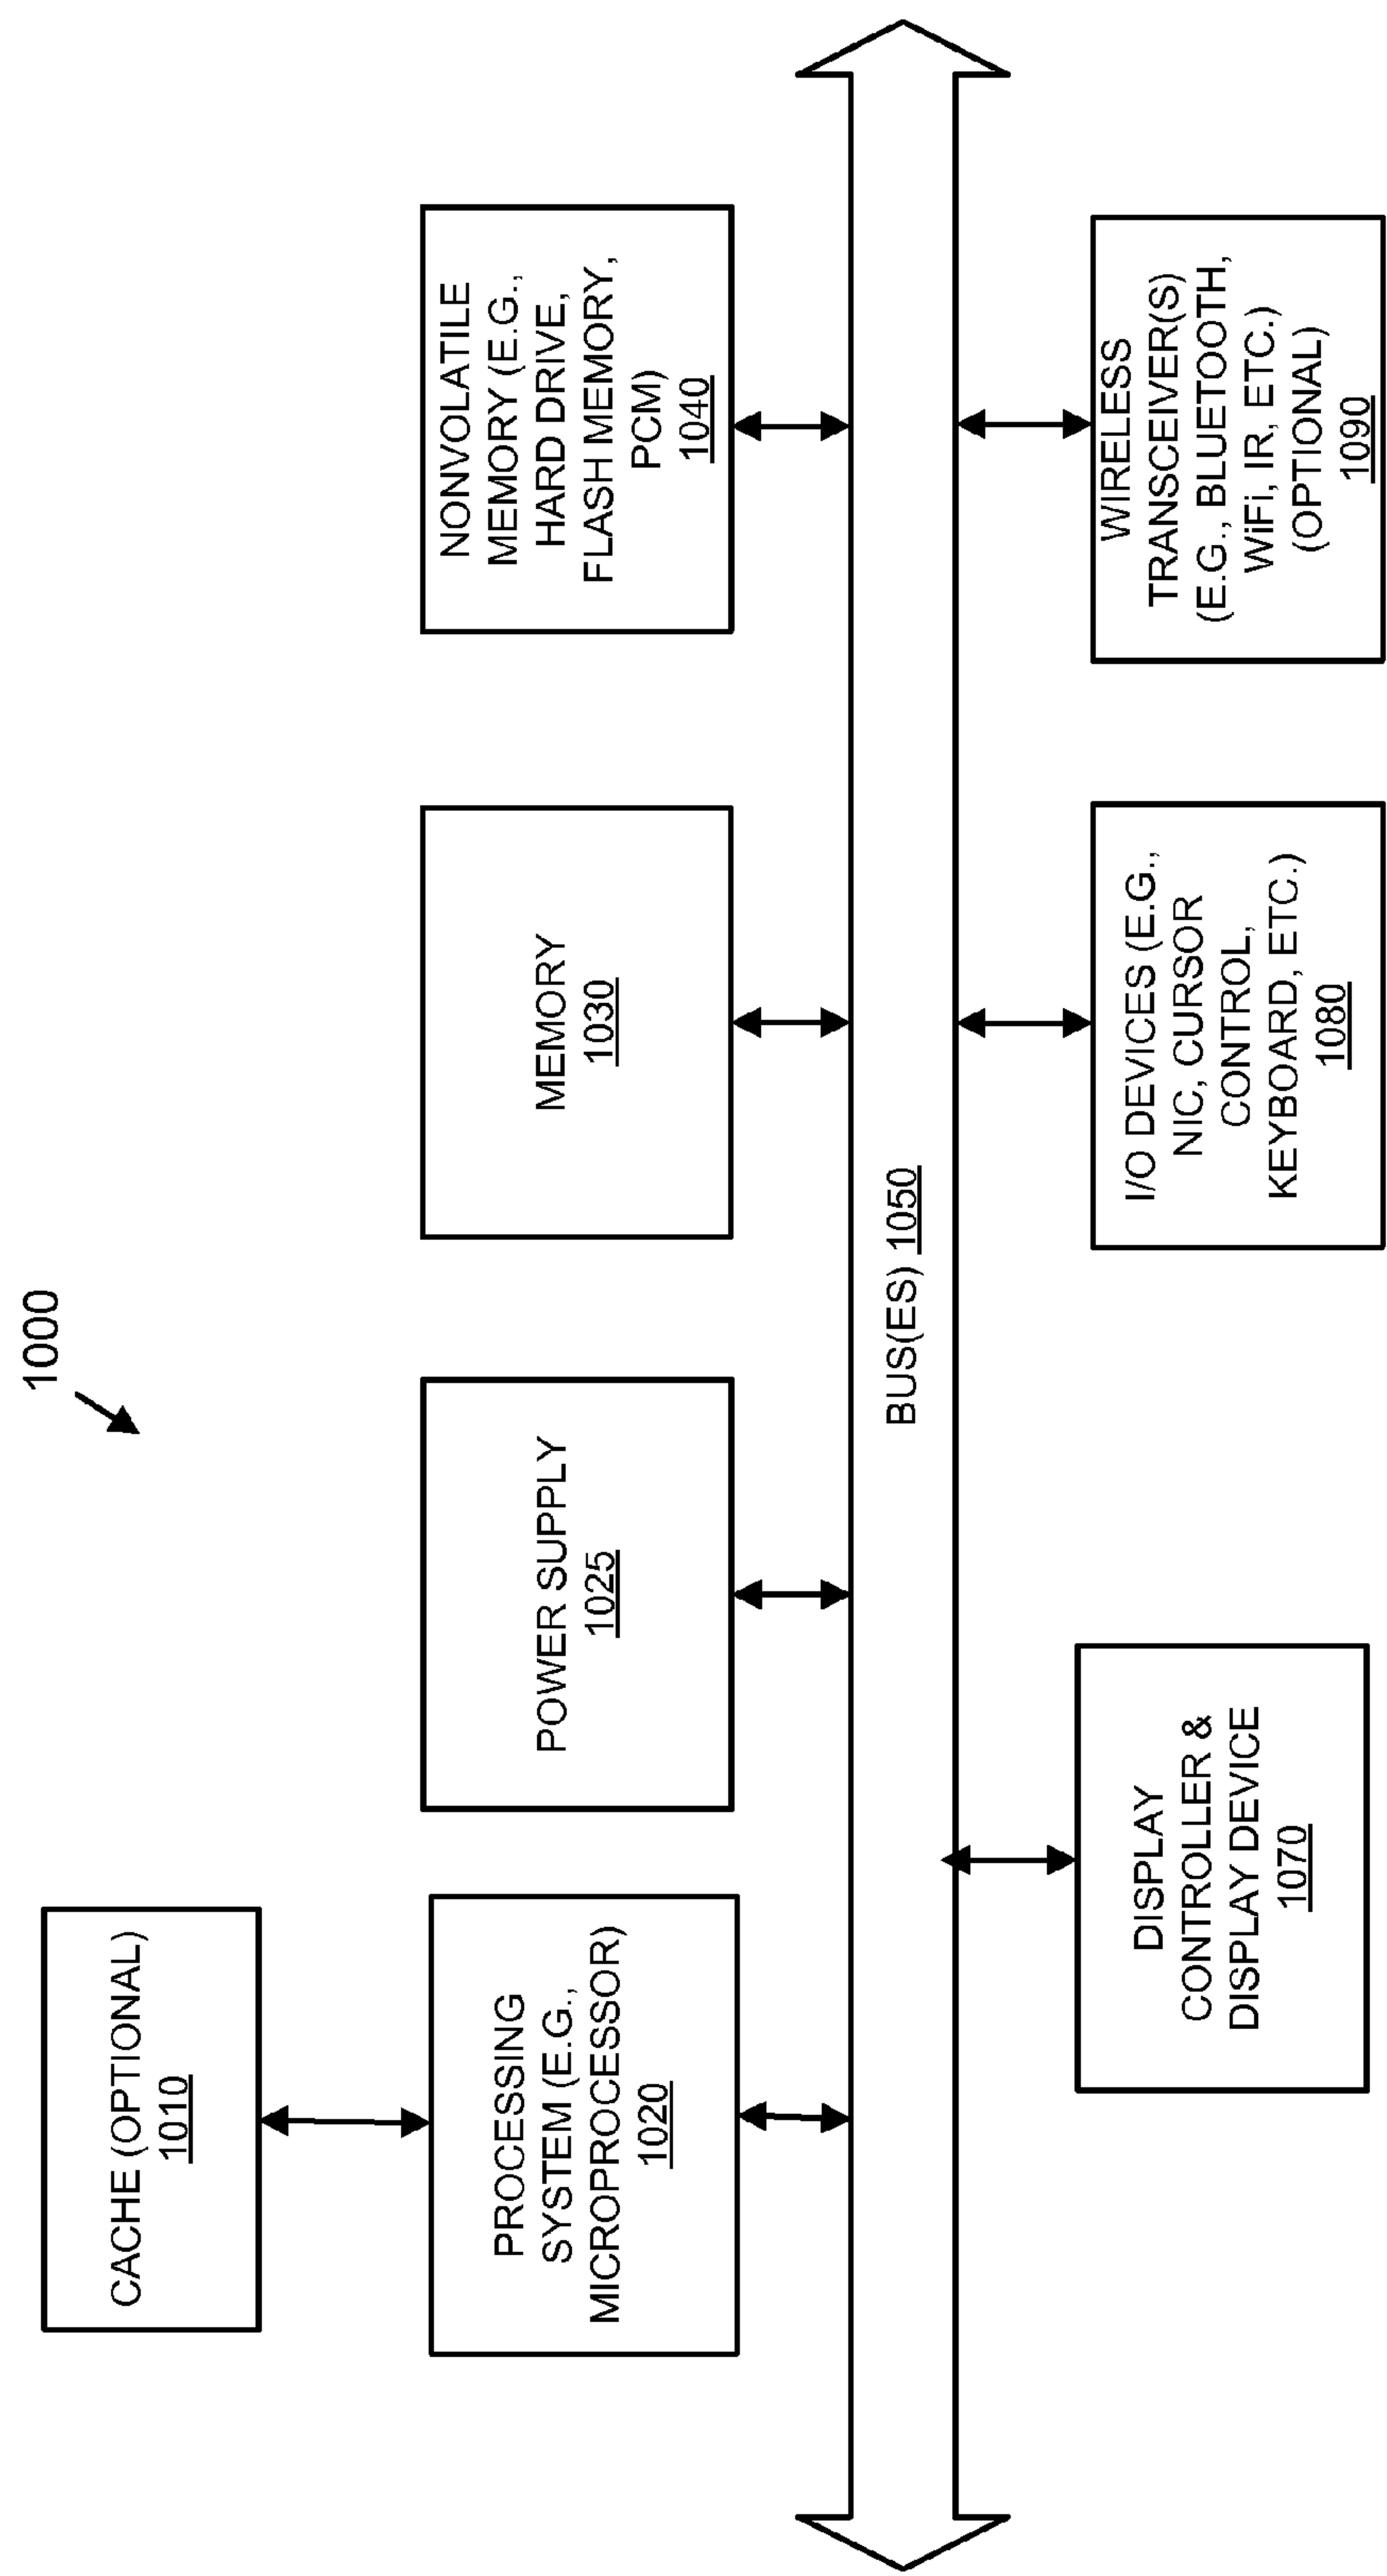 1000
CACHE (OPTIONAL)
1010
PROCESSING
SYSTEM (E.G.,
MICROPROCESSOR)
1020
POWER SUPPLY
1025
MEMORY
1030
NONVOLATILE
MEMORY (E.G.,
HARD DRIVE,
FLASH MEMORY,
PCM)
1040
BUS(ES) 1050
DISPLAY
CONTROLLER &
DISPLAY DEVICE
1070
I/O DEVICES (E.G.,
NIC, CURSOR
CONTROL,
KEYBOARD, ETC.)
1080
WIRELESS
TRANSCEIVER(S)
(E.G., BLUETOOTH,
WiFi, IR, ETC.)
(OPTIONAL)
1090